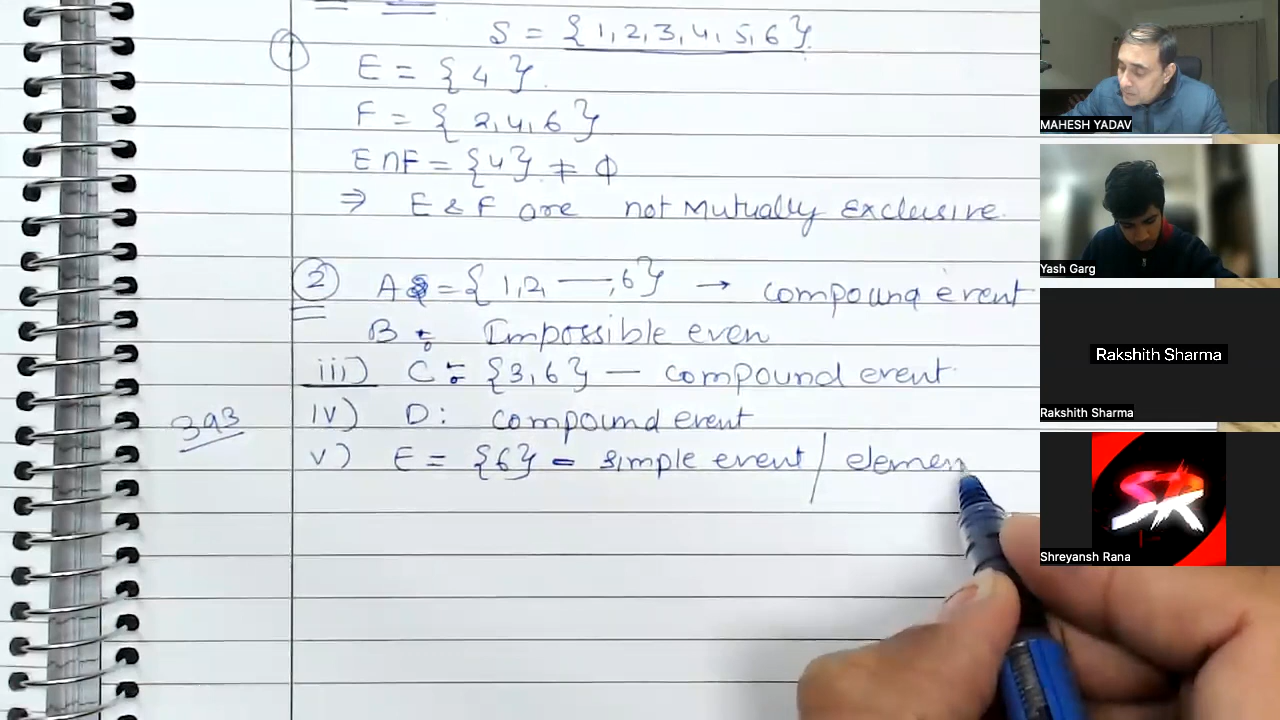 S = { 1, 2, 3, 4, 5, 6 }.
① E = { 4 }.
F = { 2, 4, 6 }
E∩F = {4} ≠ Φ
⇒ E & F are not Mutually Exclusive.
② A = { 1, 2, —, 6 } → compound event
B : Impossible even
iii) C = {3, 6} — compound event.
3a3
iv) D: compound event
v) E = {6} - simple event / elemen
MAHESH YADAV
Yash Garg
Rakshith Sharma
Rakshith Sharma
SR
Shreyansh Rana